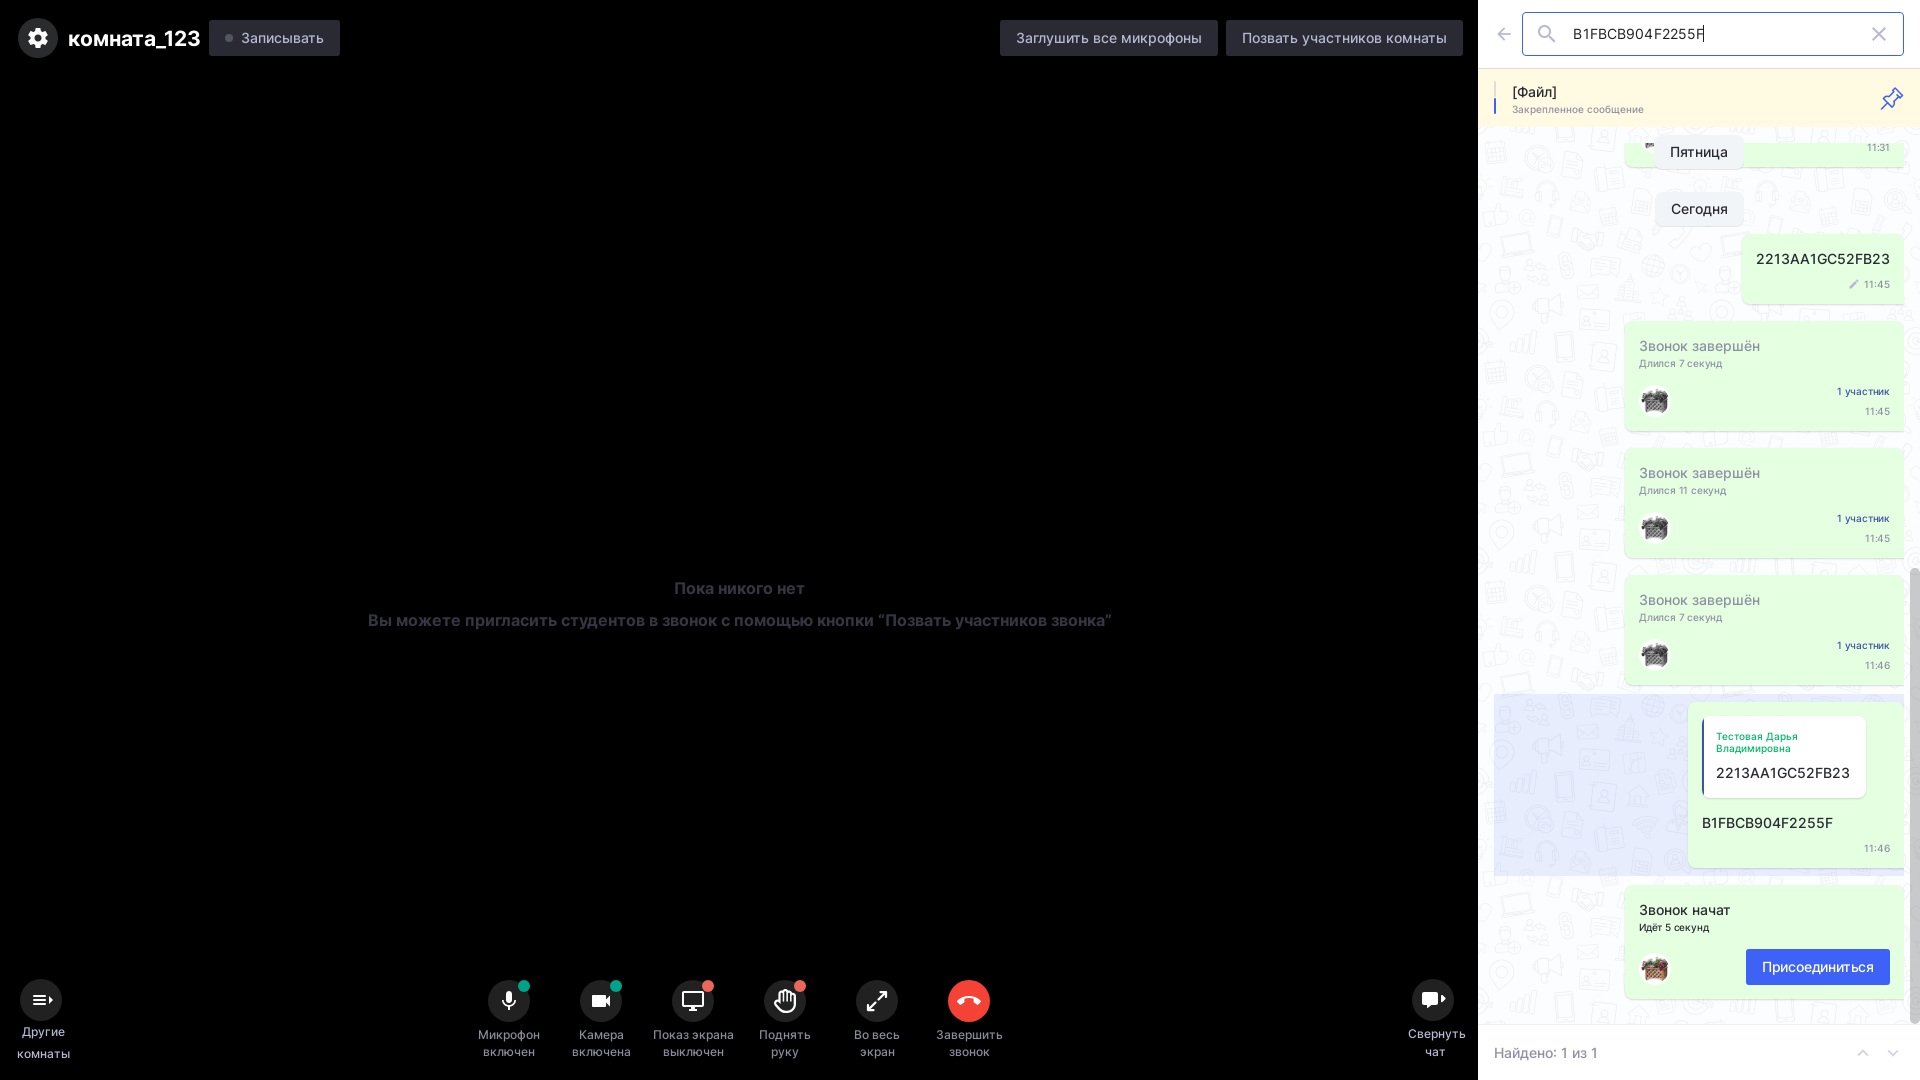 комната_123
Записывать
Заглушить все микрофоны
Позвать участников комнаты
Пока никого нет
Вы можете пригласить студентов в звонок с помощью кнопки “Позвать участников звонка”
Другие
комнаты
Микрофон
включен
Камера
включена
Показ экрана
выключен
Поднять
руку
Во весь
экран
Завершить
звонок
Свернуть
чат
B1FBCB904F2255F
[Файл]
Закрепленное сообщение
11:31
Пятница
Сегодня
2213AA1GC52FB23
11:45
Звонок завершён
Длился 7 секунд
1 участник
11:45
Звонок завершён
Длился 11 секунд
1 участник
11:45
Звонок завершён
Длился 7 секунд
1 участник
11:46
Тестовая Дарья
Владимировна
2213AA1GC52FB23
B1FBCB904F2255F
11:46
Звонок начат
Идёт 5 секунд
Присоединиться
Найдено: 1 из 1